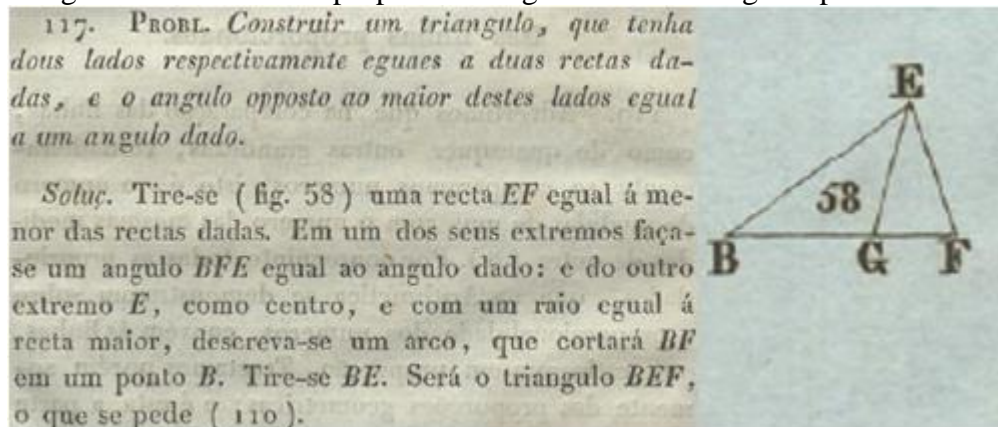 117. PROBL. Construir um triangulo, que tenha
dous lados respectivamente eguaes a duas rectas da-
das, e o angulo opposto ao maior destes lados egual
a um angulo dado.
Soluç. Tire-se ( fig. 58 ) uma recta EF egual á me-
nor das rectas dadas. Em um dos seus extremos faça-
se um angulo BFE egual ao angulo dado: e do outro
extremo E, como centro, e com um raio egual á
recta maior, descreva-se um arco, que cortará BF
em um ponto B. Tire-se BE. Será o triangulo BEF,
o que se pede ( 110 ).
E
58
B G F